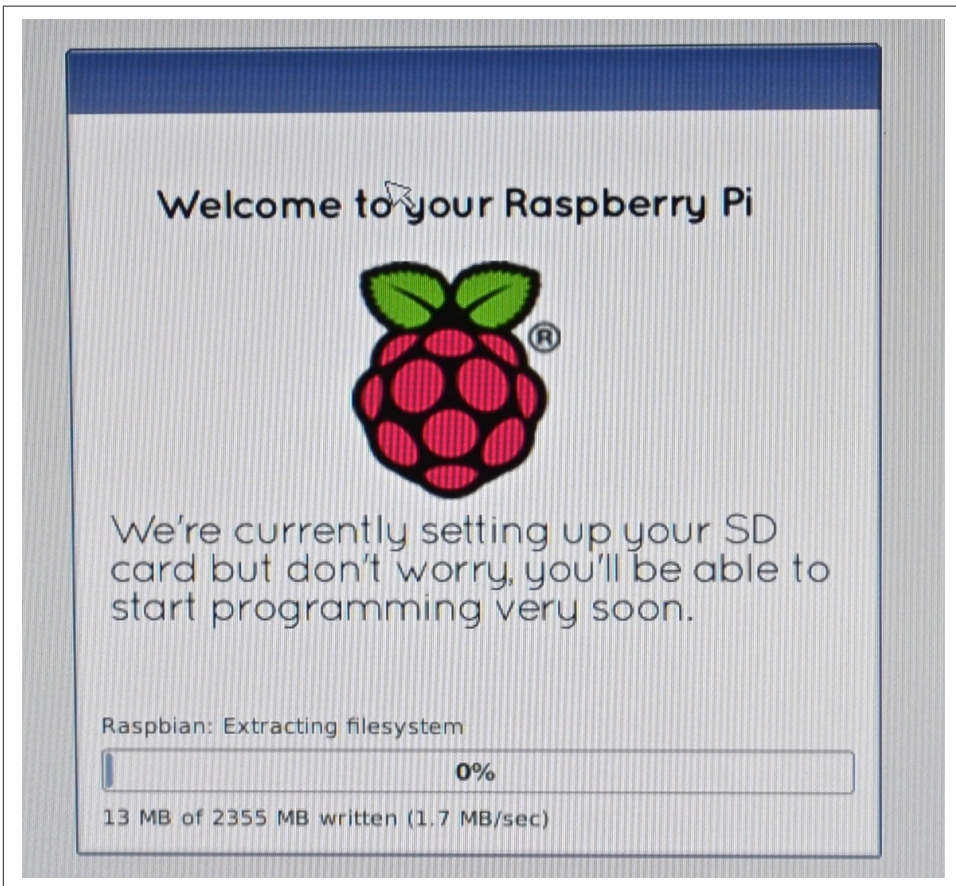 Welcome to your Raspberry Pi
®
We're currently setting up your SD
card but don't worry, you'll be able to
start programming very soon.
Raspbian: Extracting filesystem
0%
13 MB of 2355 MB written (1.7 MB/sec)